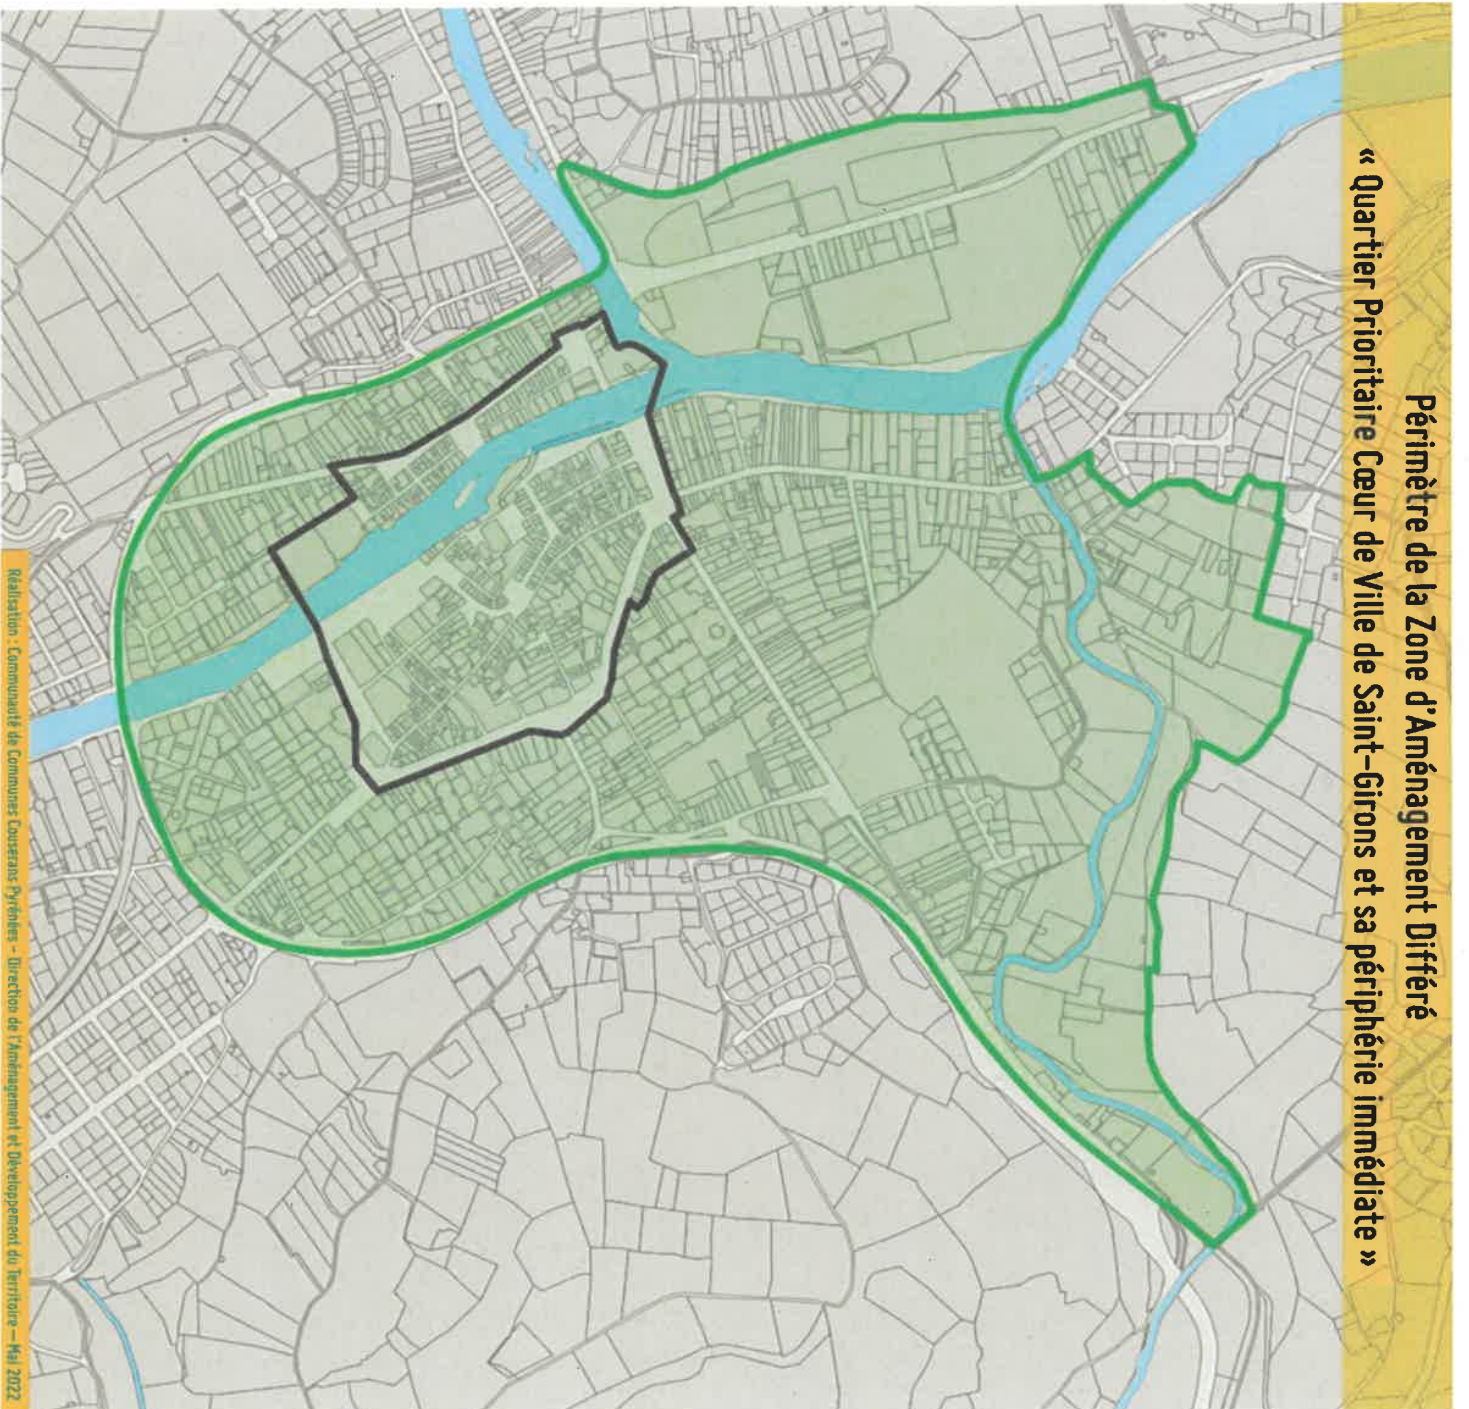 Périmètre de la Zone d'Aménagement Différé
« Quartier Prioritaire Cœur de Ville de Saint-Girons et sa périphérie immédiate »
Réalisation : Communauté de Communes Couserans-Pyrénées - Direction de l'Aménagement et Développement du Territoire – Mai 2022